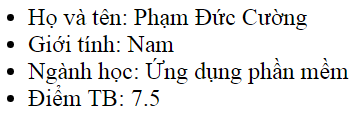 • Họ và tên: Phạm Đức Cường
• Giới tính: Nam
• Ngành học: Ứng dụng phần mềm
• Điểm TB: 7.5